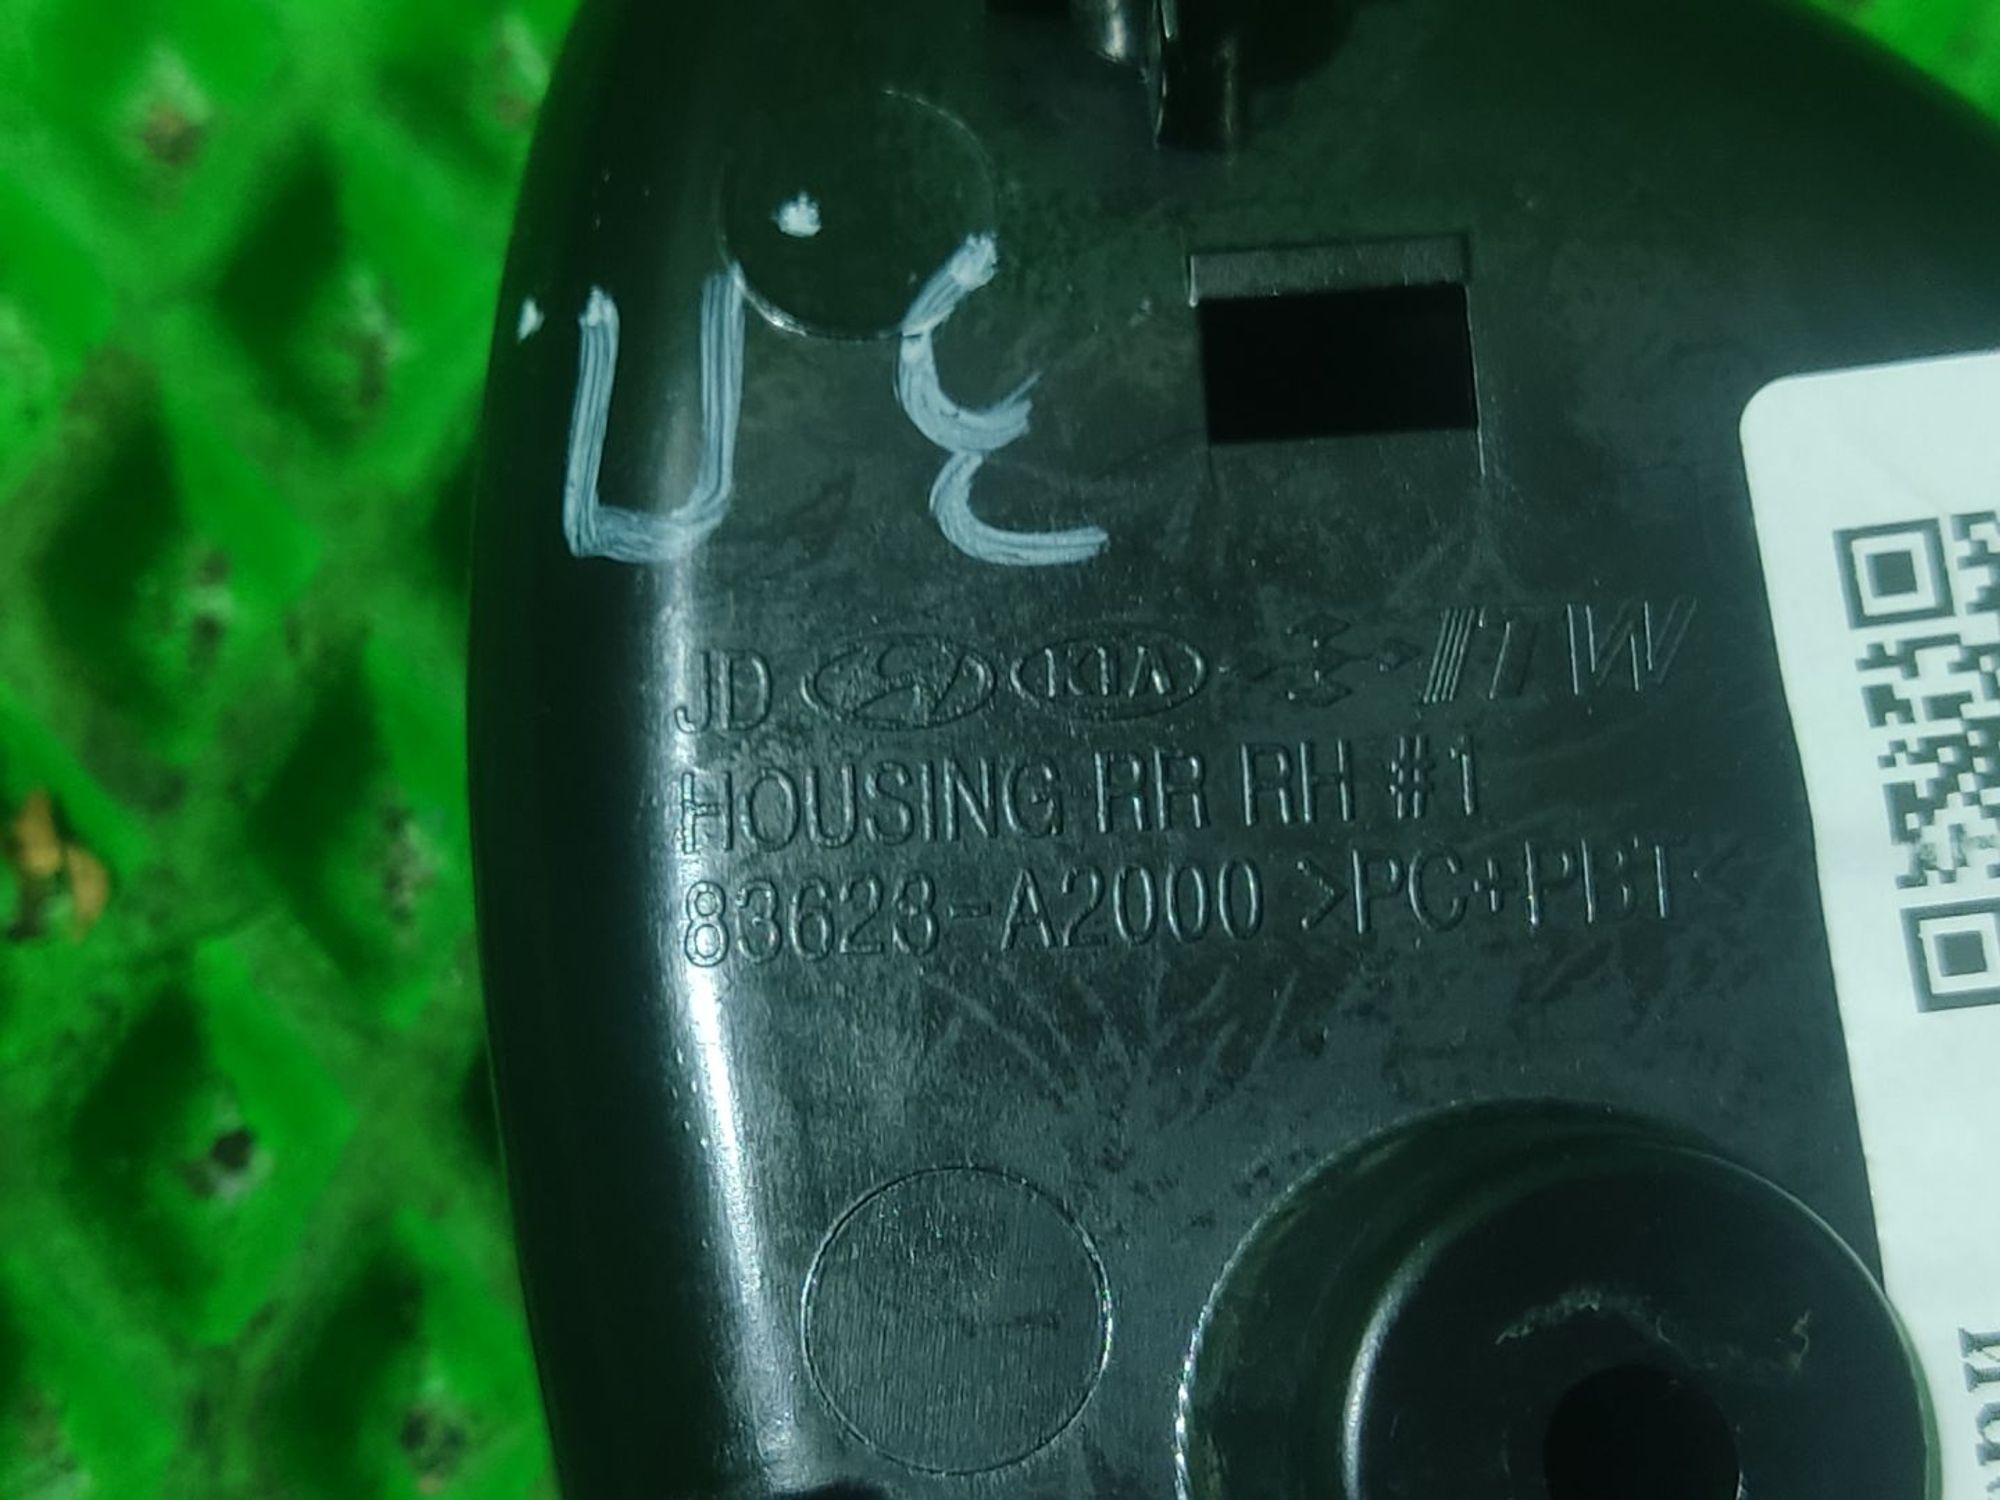 JD KIA ITW
HOUSING RR RH #1
83623-A2000 >PC+PBT<